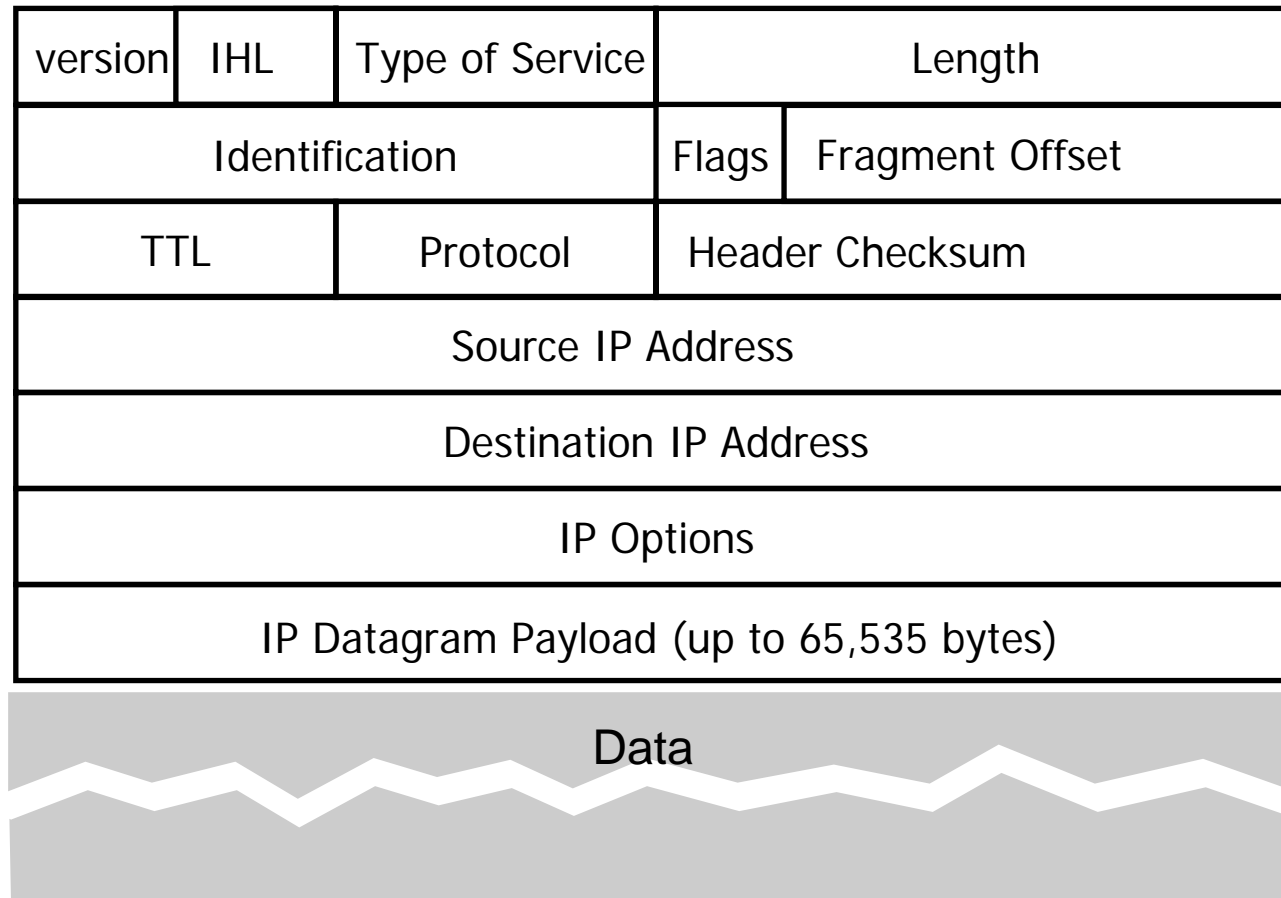 version IHL Type of Service Length
Identification Flags Fragment Offset
TTL Protocol Header Checksum
Source IP Address
Destination IP Address
IP Options
IP Datagram Payload (up to 65,535 bytes)
Data